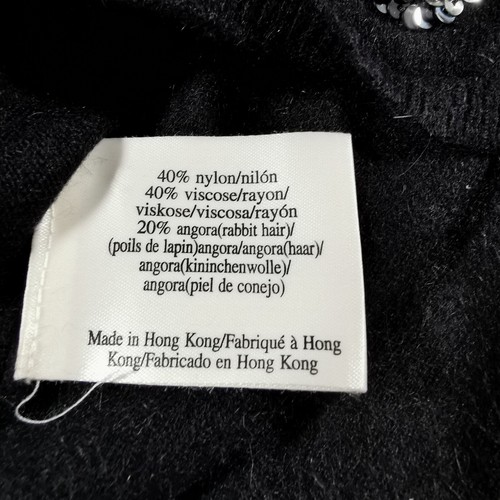 40% nylon/nilón
40% viscose/rayon/
viskose/viscosa/rayón
20% angora(rabbit hair)/
(poils de lapin)angora/angora(haar)/
angora(kininchenwolle)/
angora(piel de conejo)
Made in Hong Kong/Fabriqué à Hong
Kong/Fabricado en Hong Kong